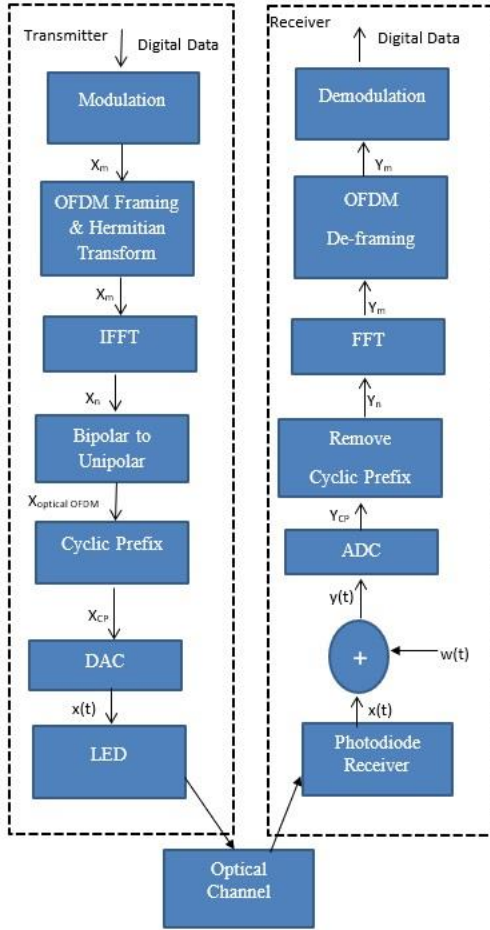 Transmitter
Digital Data
Modulation
Xm
OFDM Framing
& Hermitian
Transform
Xm
IFFT
Xn
Bipolar to
Unipolar
Xoptical OFDM
Cyclic Prefix
XCP
DAC
x(t)
LED
Optical
Channel
Receiver
Digital Data
Demodulation
Ym
OFDM
De-framing
Ym
FFT
Yn
Remove
Cyclic Prefix
YCP
ADC
y(t)
+
w(t)
x(t)
Photodiode
Receiver